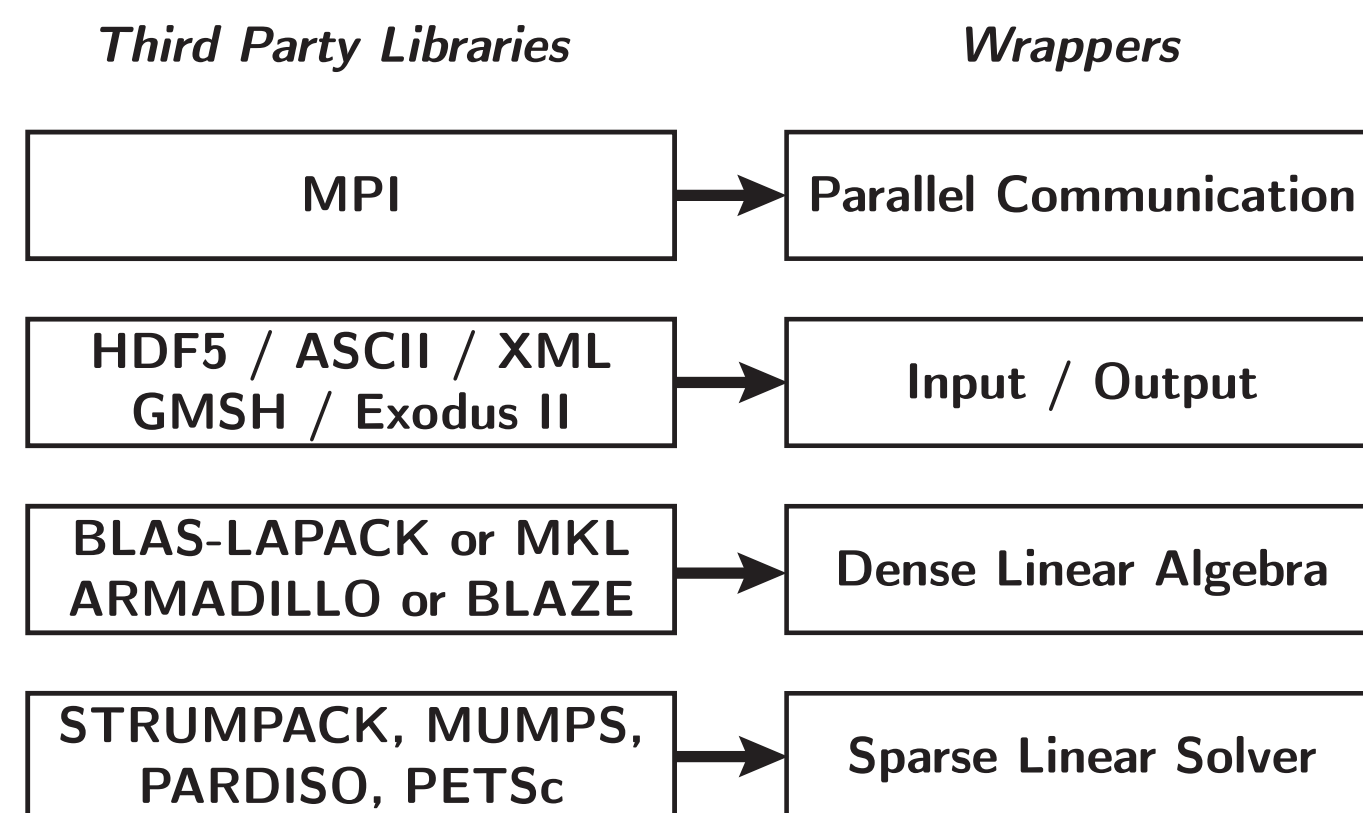 Third Party Libraries
Wrappers
MPI
Parallel Communication
HDF5 / ASCII / XML
GMSH / Exodus II
Input / Output
BLAS-LAPACK or MKL
ARMADILLO or BLAZE
Dense Linear Algebra
STRUMPACK, MUMPS,
PARDISO, PETSc
Sparse Linear Solver